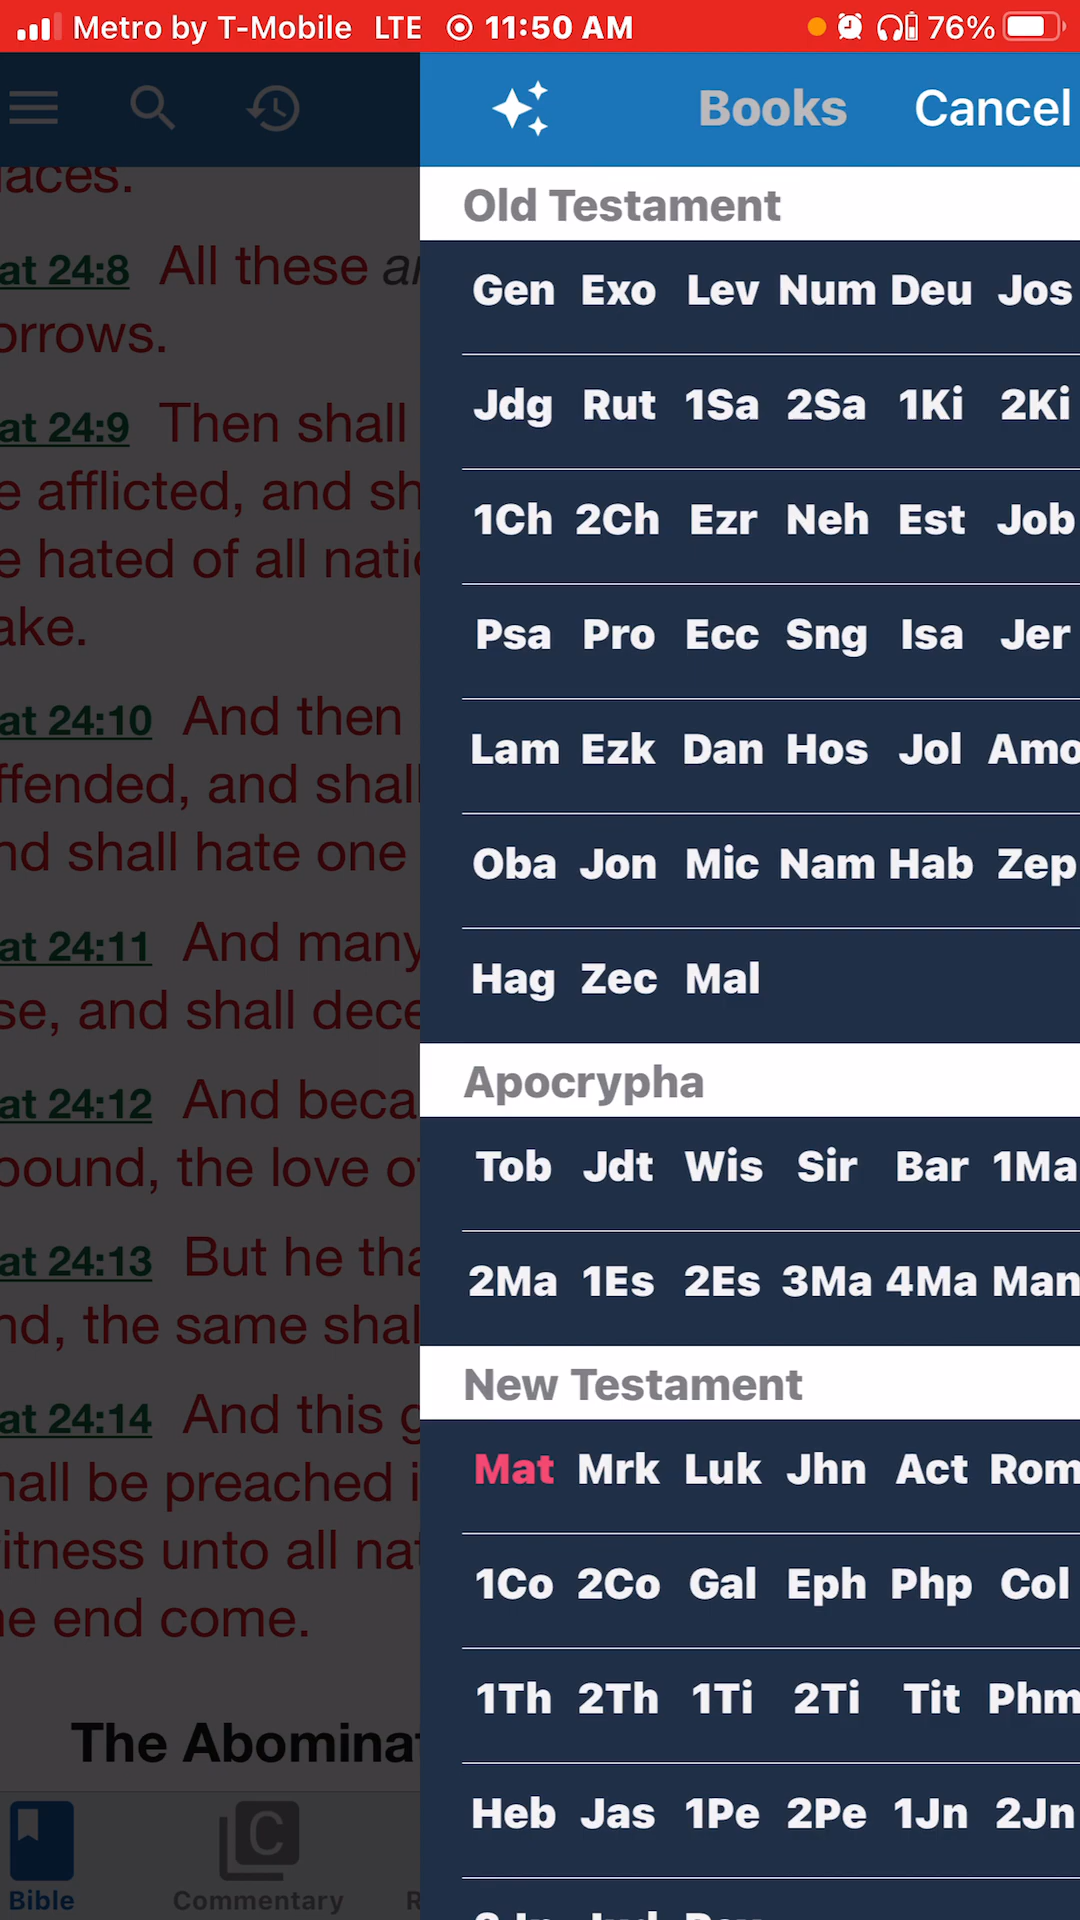 Metro by T-Mobile LTE 11:50 AM 76%
Books Cancel
aces.
at 24:8 All these
orrows.
at 24:9 Then shall
e afflicted, and sh
e hated of all natio
ake.
at 24:10 And then
ffended, and shall
nd shall hate one
at 24:11 And many
se, and shall dece
at 24:12 And beca
bound, the love of
at 24:13 But he tha
nd, the same shal
at 24:14 And this g
hall be preached i
itness unto all nat
he end come.
The Abominat
Bible Commentary R
Old Testament
Gen Exo Lev Num Deu Jos
Jdg Rut 1Sa 2Sa 1Ki 2Ki
1Ch 2Ch Ezr Neh Est Job
Psa Pro Ecc Sng Isa Jer
Lam Ezk Dan Hos Jol Amo
Oba Jon Mic Nam Hab Zep
Hag Zec Mal
Apocrypha
Tob Jdt Wis Sir Bar 1Ma
2Ma 1Es 2Es 3Ma 4Ma Man
New Testament
Mat Mrk Luk Jhn Act Rom
1Co 2Co Gal Eph Php Col
1Th 2Th 1Ti 2Ti Tit Phm
Heb Jas 1Pe 2Pe 1Jn 2Jn